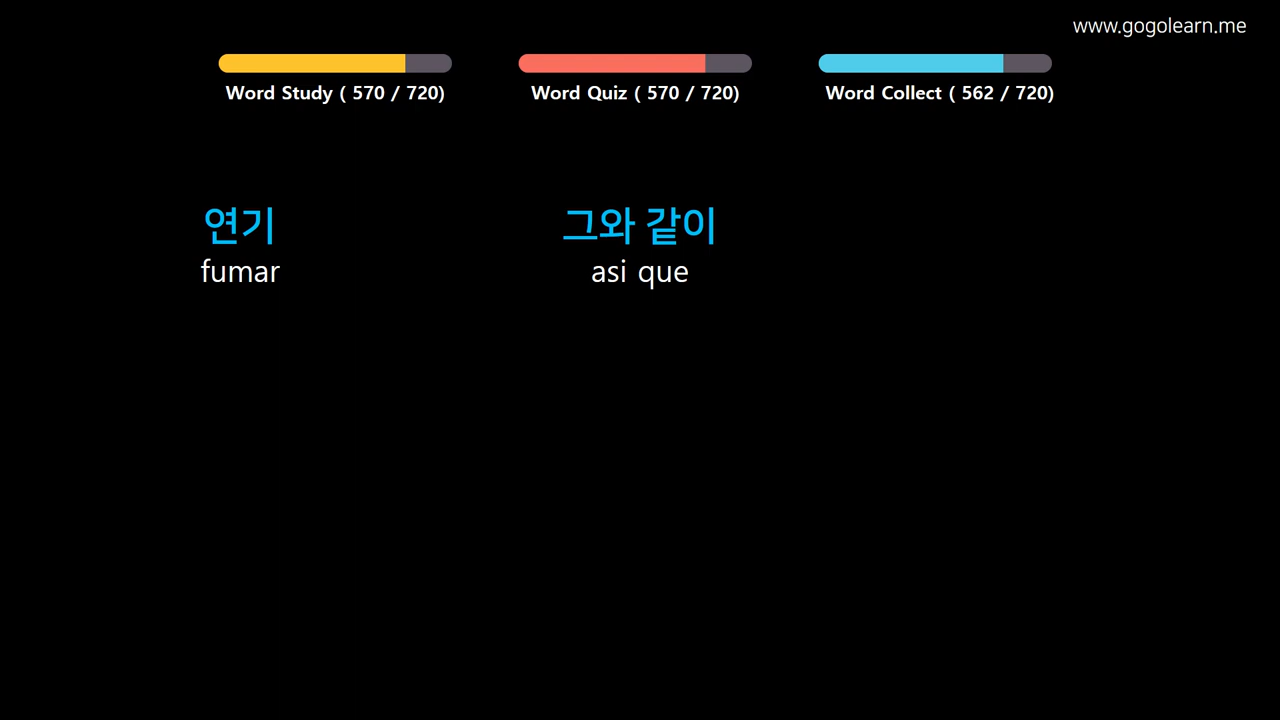 www.gogolearn.me
Word Study ( 570 / 720)
Word Quiz ( 570 / 720)
Word Collect ( 562 / 720)
연기
그와 같이
fumar
asi que